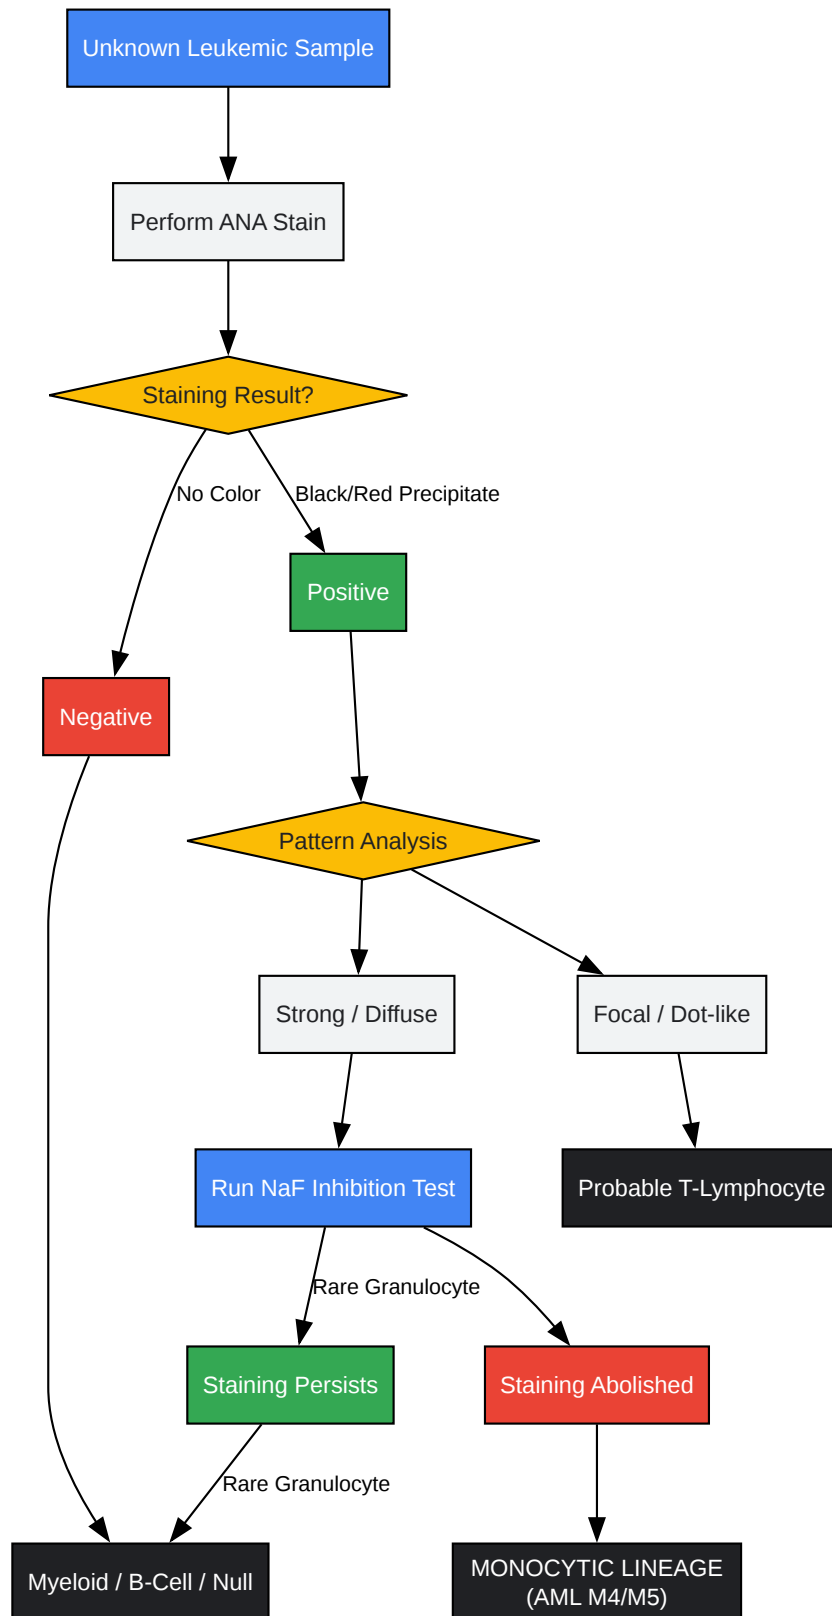 Unknown Leukemic Sample
Perform ANA Stain
Staining Result?
No Color
Black/Red Precipitate
Positive
Negative
Pattern Analysis
Strong / Diffuse
Focal / Dot-like
Run NaF Inhibition Test
Probable T-Lymphocyte
Rare Granulocyte
Staining Persists
Staining Abolished
Rare Granulocyte
Myeloid / B-Cell / Null
MONOCYTIC LINEAGE
(AML M4/M5)